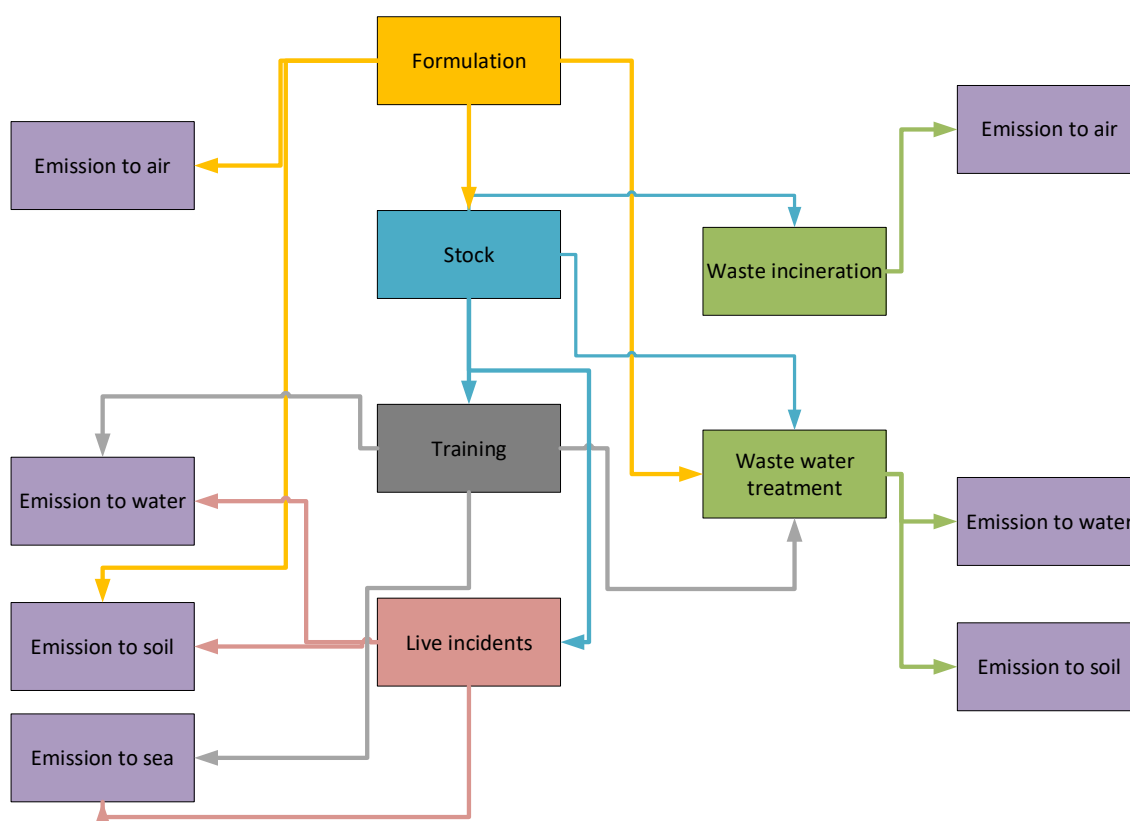 Formulation
Emission to air
Emission to air
Stock
Waste incineration
Training
Waste water
treatment
Emission to water
Emission to water
Emission to soil
Live incidents
Emission to soil
Emission to sea